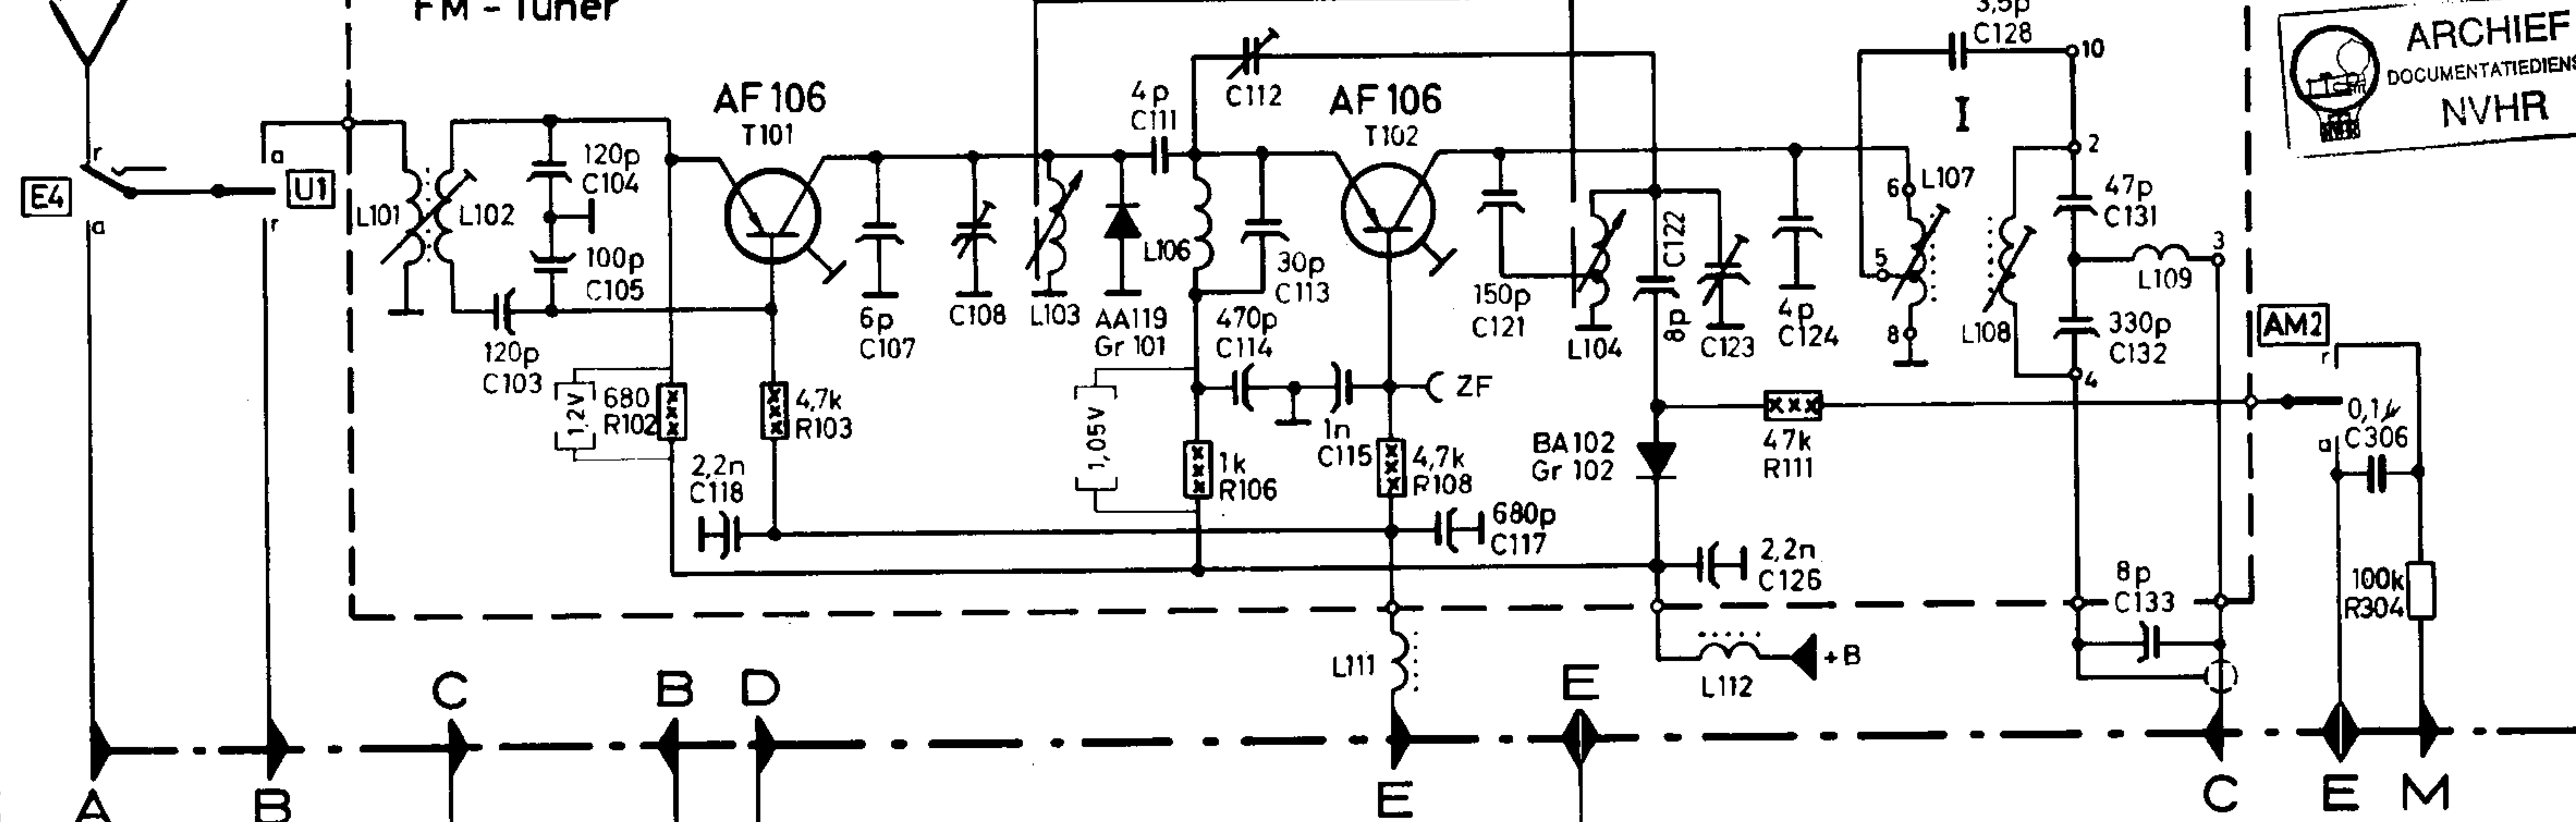 FM - Tuner
3,5p
C128
10
ARCHIEF
DOCUMENTATIEDIENS
NVHR
AF 106
T101
4p
C111
C112
AF 106
T102
I
2
r
a
E4
U1
a
r
L101
L102
120p
C104
100p
C105
120p
C103
6p
C107
C108
L103
AA119
Gr 101
L106
30p
C113
470p
C114
150p
C121
L104
C122
8p
C123
4p
C124
6
L107
5
8
L108
47p
C131
L109
3
330p
C132
4
AM2
r
a
0,1µ
C306
1,2V
680
R102
4,7k
R103
2,2n
C118
1,05V
1k
R106
1n
C115
ZF
4,7k
R108
680p
C117
BA102
Gr 102
47k
R111
2,2n
C126
8p
C133
100k
R304
L111
L112
+B
C
B
D
E
A
B
E
C
E
M